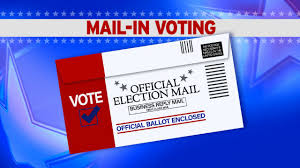 MAIL-IN VOTING
VOTE
OFFICIAL
ELECTION MAIL
BUSINESS REPLY MAIL
OFFICIAL BALLOT ENCLOSED